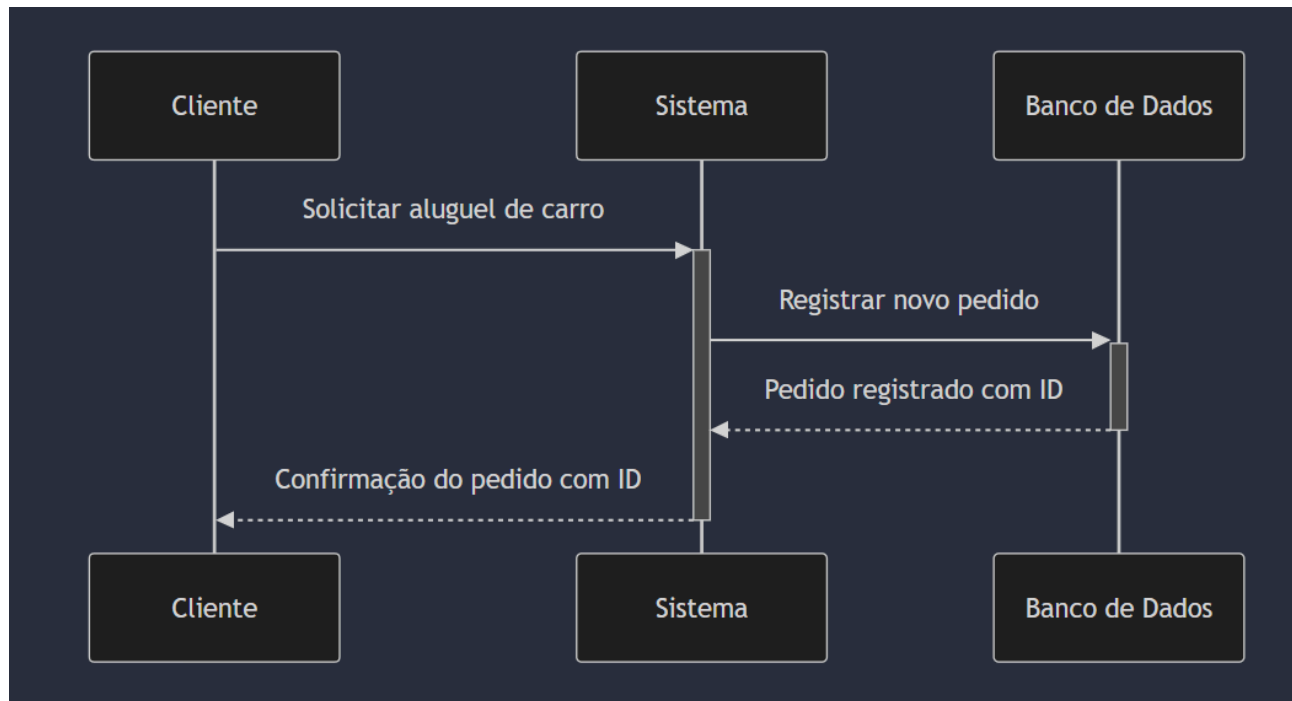 Cliente
Sistema
Banco de Dados
Solicitar aluguel de carro
Registrar novo pedido
Pedido registrado com ID
Confirmação do pedido com ID
Cliente
Sistema
Banco de Dados